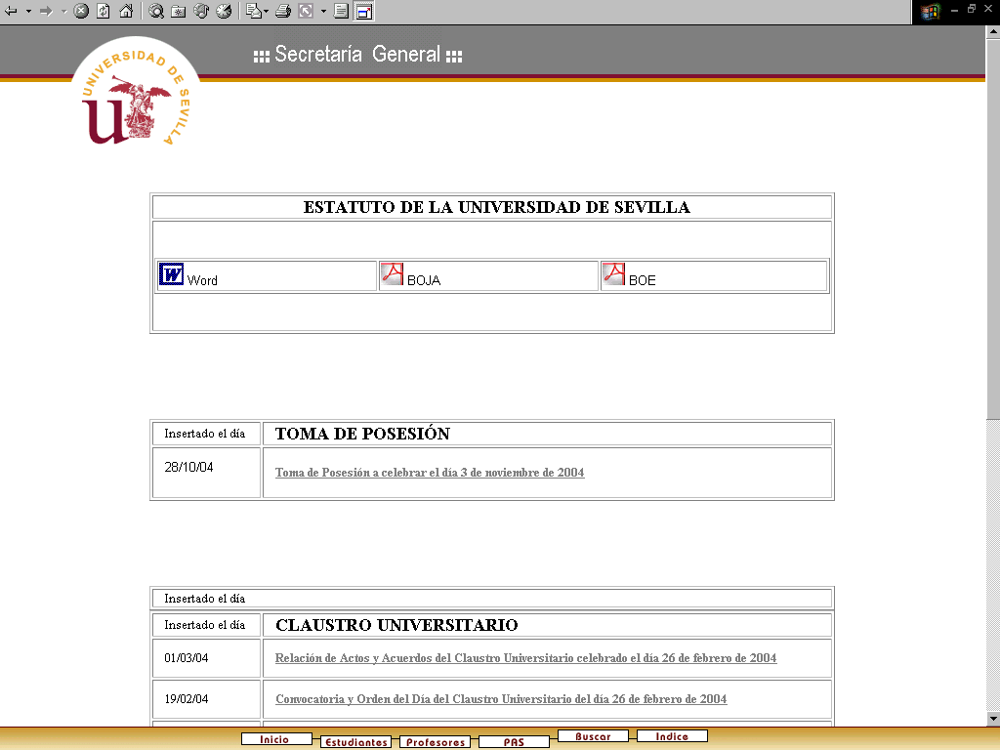 ::: Secretaría General :::
UNIVERSIDAD DE SEVILLA
u
ESTATUTO DE LA UNIVERSIDAD DE SEVILLA
W Word
BOJA
BOE
Insertado el día
TOMA DE POSESIÓN
28/10/04
Toma de Posesión a celebrar el día 3 de noviembre de 2004
Insertado el día
Insertado el día
CLAUSTRO UNIVERSITARIO
01/03/04
Relación de Actos y Acuerdos del Claustro Universitario celebrado el día 26 de febrero de 2004
19/02/04
Convocatoria y Orden del Día del Claustro Universitario del día 26 de febrero de 2004
Inicio
Estudiantes
Profesores
PAS
Buscar
Indice